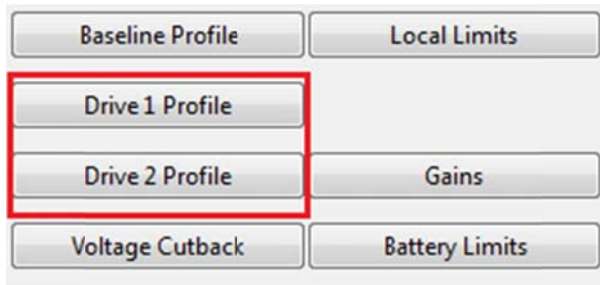 Baseline Profile Local Limits
Drive 1 Profile
Drive 2 Profile Gains
Voltage Cutback Battery Limits